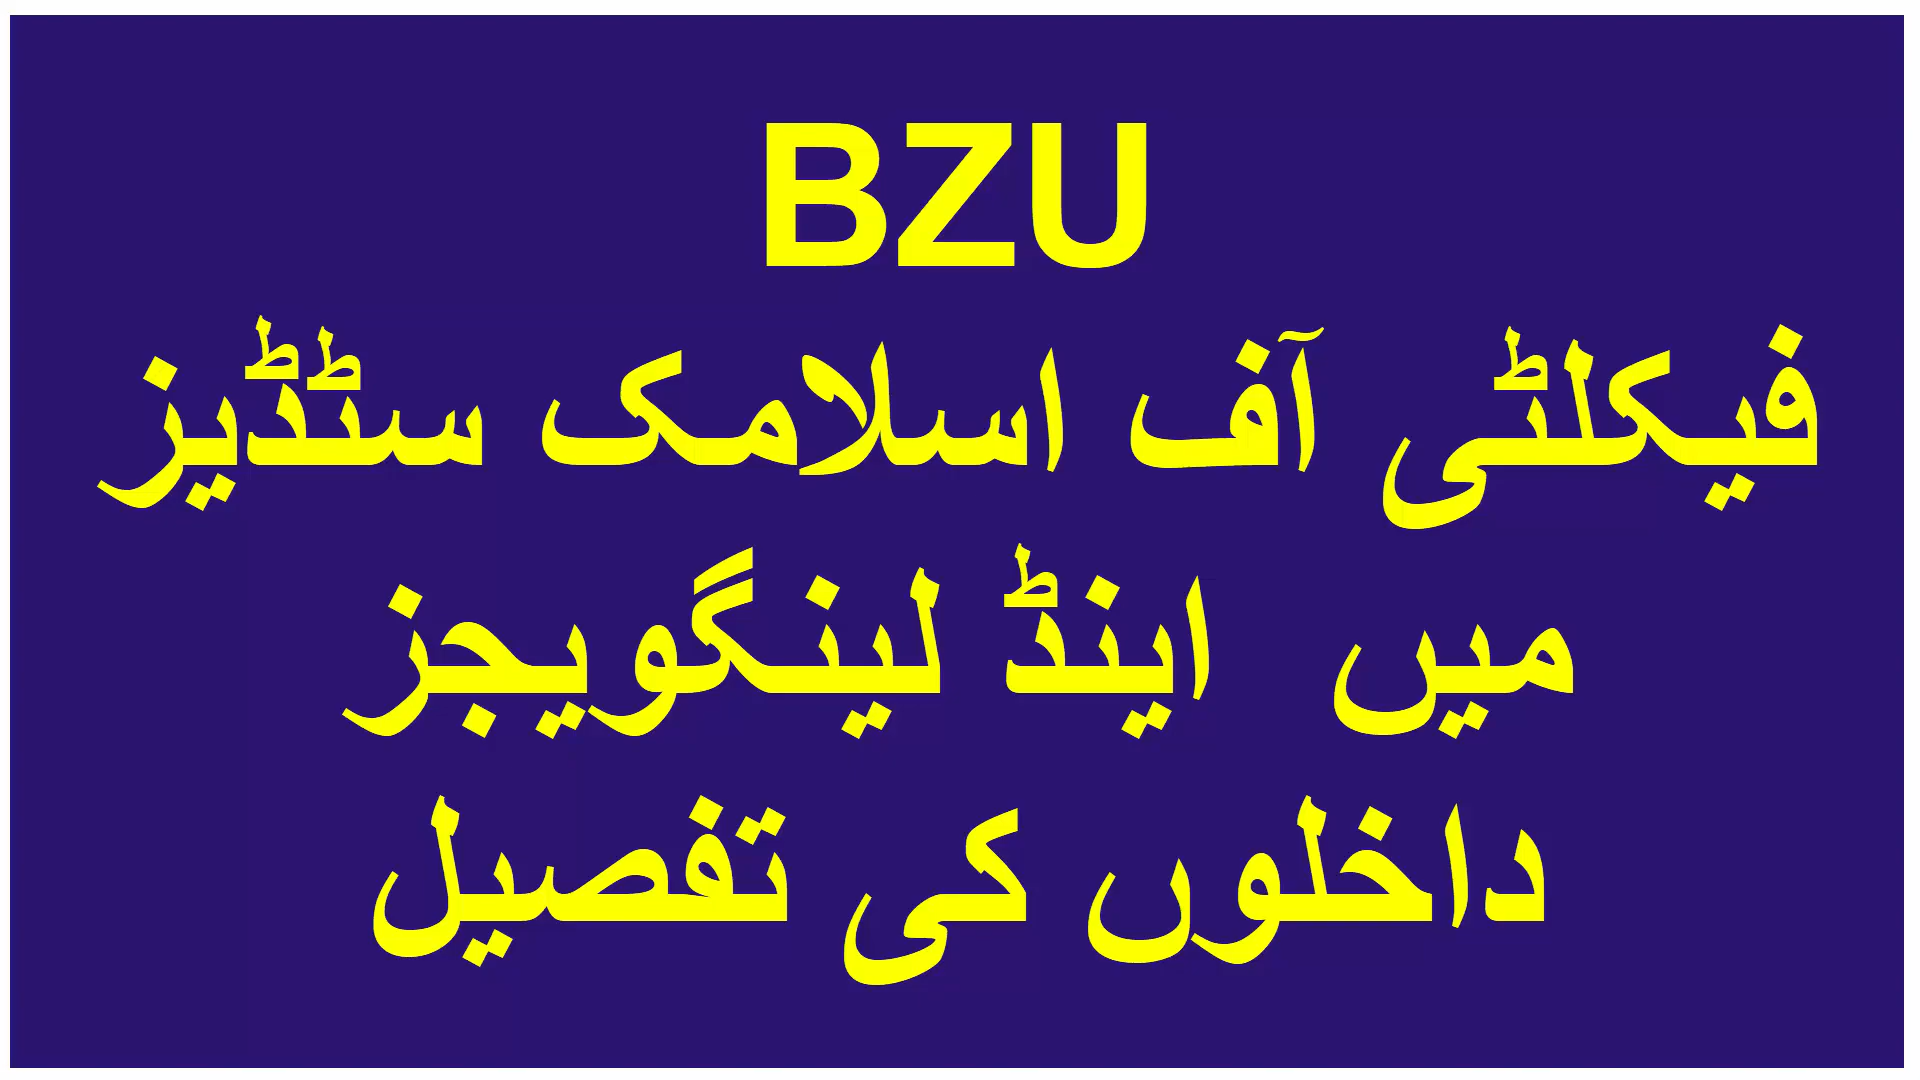 BZU
فیکلٹی آف اسلامک سٹڈیز
میں  اینڈ لینگویجز
داخلوں کی تفصیل